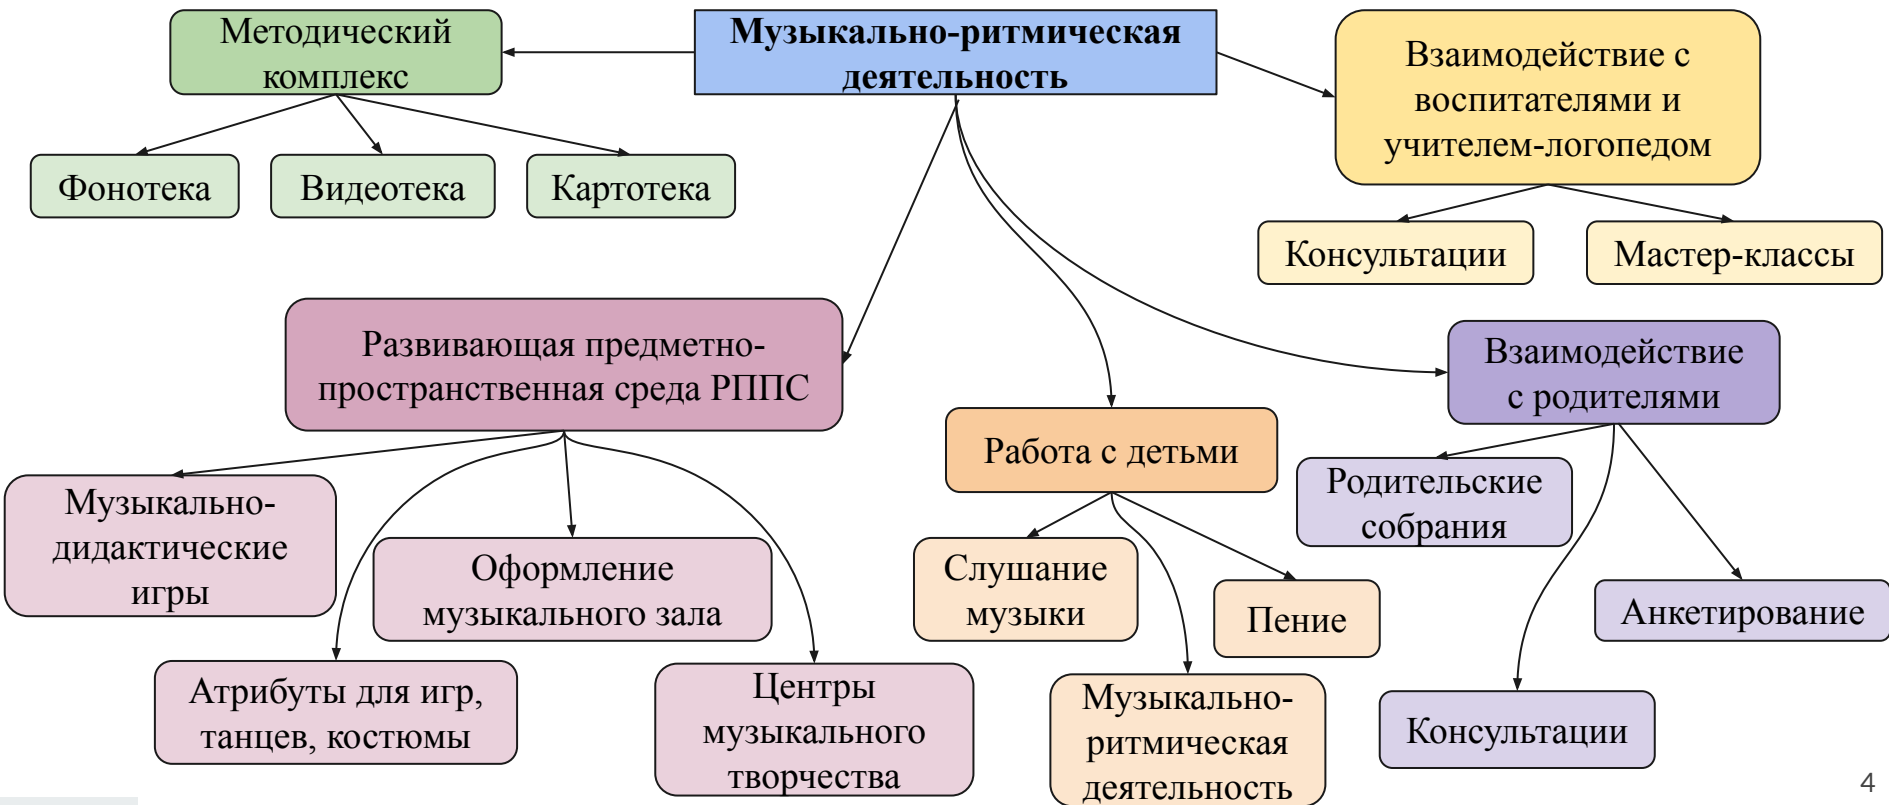 Методический
комплекс
Музыкально-ритмическая
деятельность
Взаимодействие с
воспитателями и
учителем-логопедом
Фонотека
Видеотека
Картотека
Консультации
Мастер-классы
Развивающая предметно-
пространственная среда РППС
Взаимодействие
с родителями
Работа с детьми
Родительские
собрания
Музыкально-
дидактические
игры
Оформление
музыкального зала
Слушание
музыки
Пение
Анкетирование
Атрибуты для игр,
танцев, костюмы
Центры
музыкального
творчества
Музыкально-
ритмическая
деятельность
Консультации
4